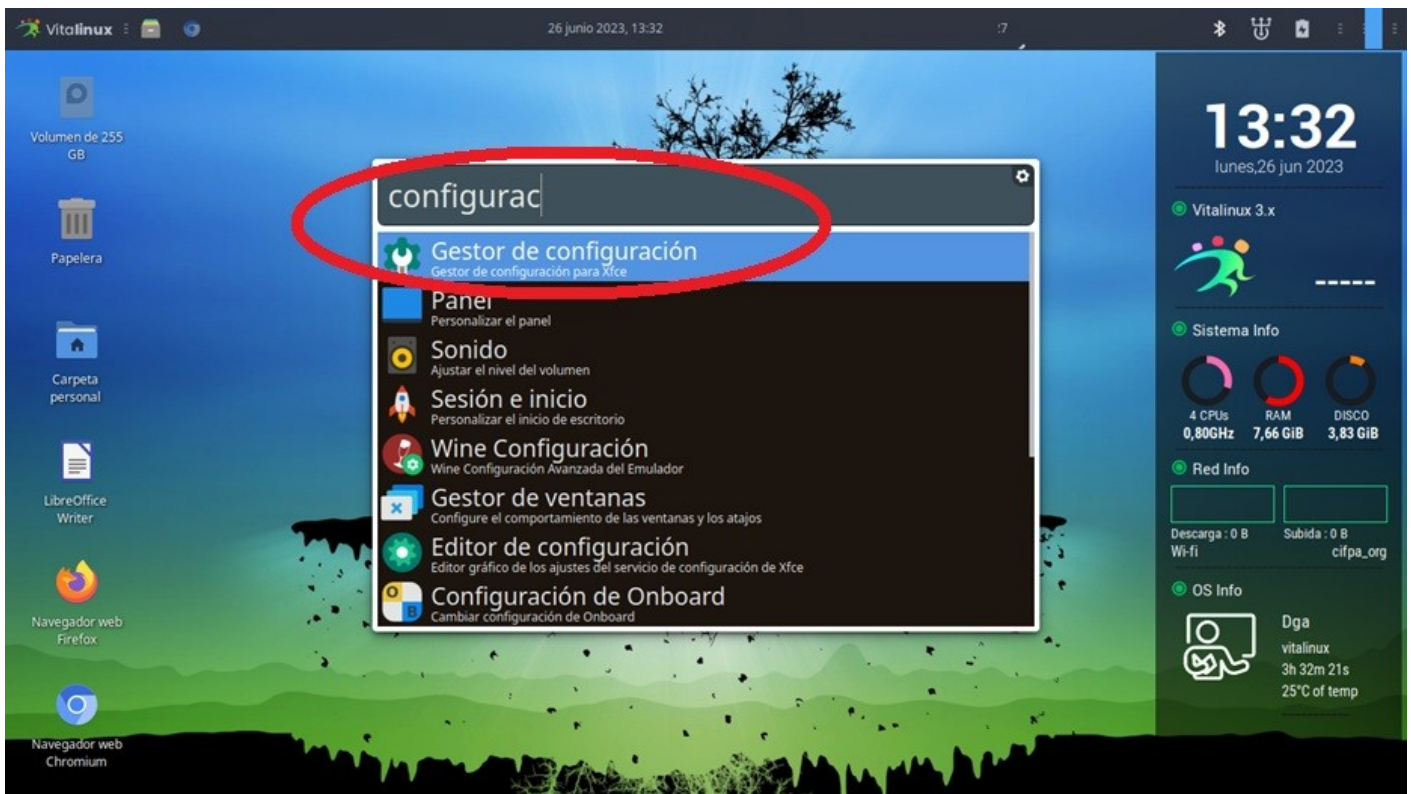 Vitalinux
26 junio 2023, 13:32
:7
Volumen de 255
GB
Papelera
Carpeta
personal
LibreOffice
Writer
Navegador web
Firefox
Navegador web
Chromium
configurac
Gestor de configuración
Gestor de configuración para Xfce
Panel
Personalizar el panel
Sonido
Ajustar el nivel del volumen
Sesión e inicio
Personalizar el inicio de escritorio
Wine Configuración
Wine Configuración Avanzada del Emulador
Gestor de ventanas
Configure el comportamiento de las ventanas y los atajos
Editor de configuración
Editor gráfico de los ajustes del servicio de configuración de Xfce
Configuración de Onboard
Cambiar configuración de Onboard
13:32
lunes,26 jun 2023
Vitalinux 3.x
-----
Sistema Info
4 CPUs RAM DISCO
0,80GHz 7,66 GiB 3,83 GiB
Red Info
Descarga : 0 B Subida : 0 B
Wi-fi cifpa_org
OS Info
Dga
vitalinux
3h 32m 21s
25°C of temp